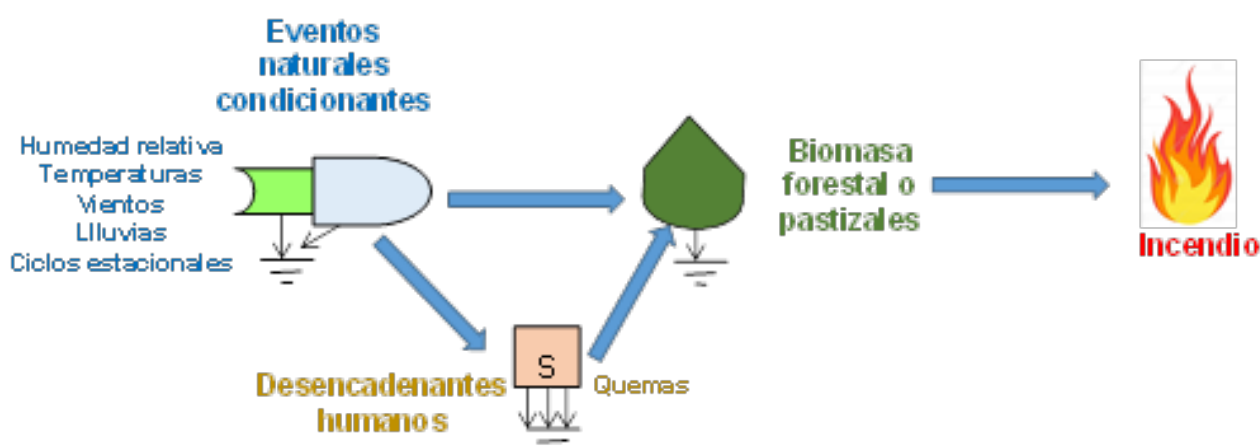 Eventos
naturales
condicionantes
Humedad relativa
Temperaturas
Vientos
Llluvias
Ciclos estacionales
Biomasa
forestal o
pastizales
Incendio
S
Desencadenantes
humanos
Quemas